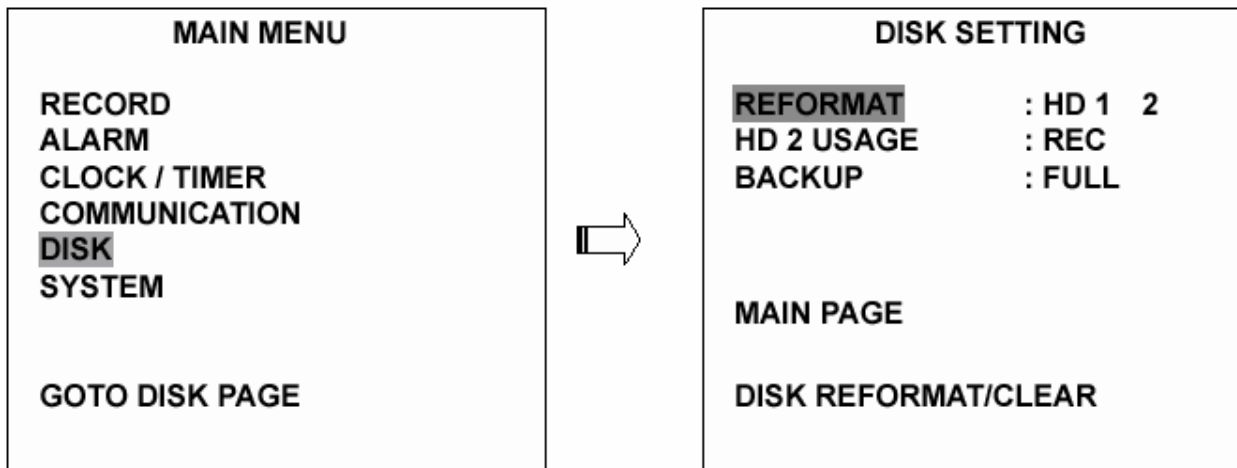 MAIN MENU
RECORD
ALARM
CLOCK / TIMER
COMMUNICATION
DISK
SYSTEM
GOTO DISK PAGE
DISK SETTING
REFORMAT : HD 1 2
HD 2 USAGE : REC
BACKUP : FULL
MAIN PAGE
DISK REFORMAT/CLEAR